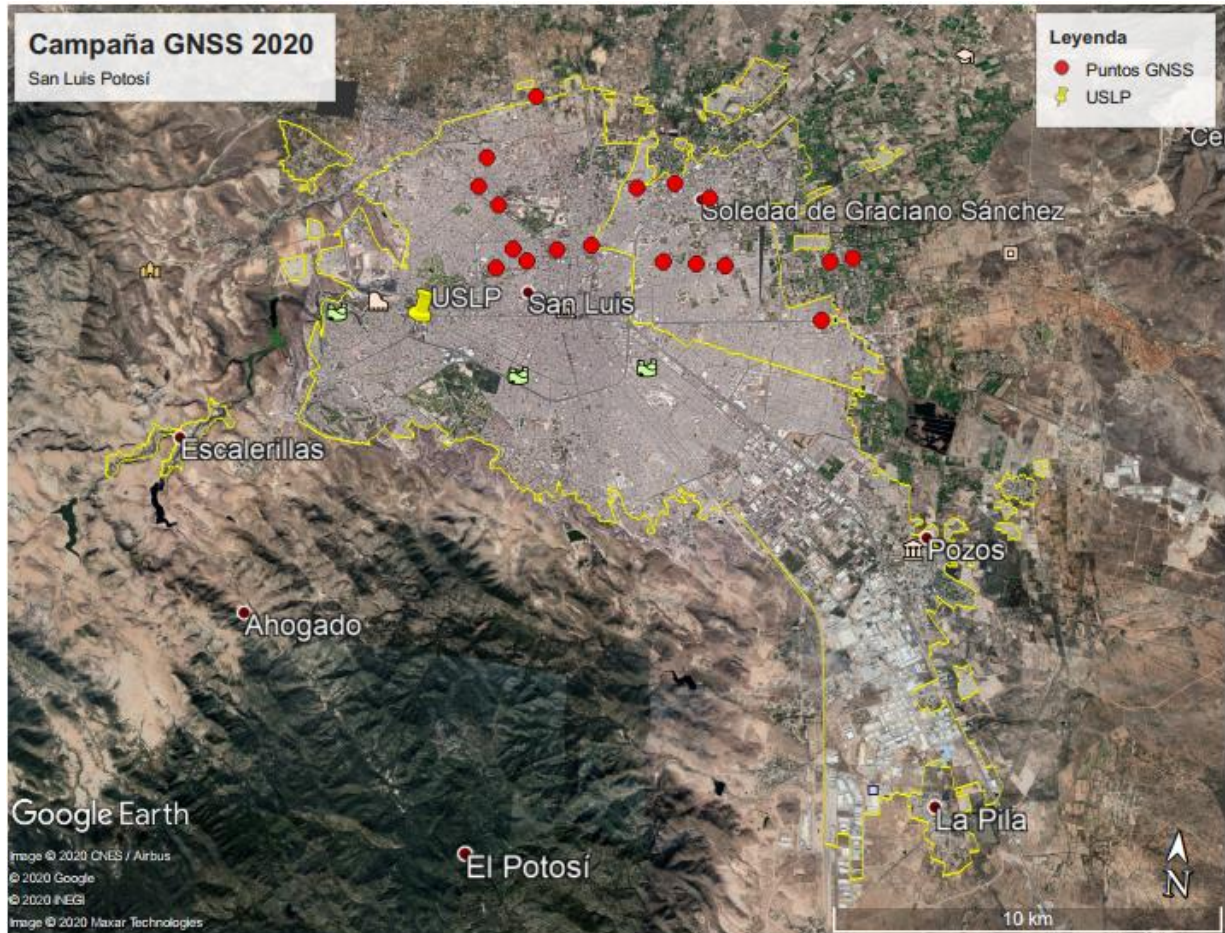 Campaña GNSS 2020
San Luis Potosí
Leyenda
Puntos GNSS
USLP
Ce
Soledad de Graciano Sánchez
USLP
San Luis
Escalerillas
Pozos
Ahogado
La Pila
El Potosí
Google Earth
Image © 2020 CNES / Airbus
© 2020 Google
© 2020 INEGI
Image © 2020 Maxar Technologies
N
10 km